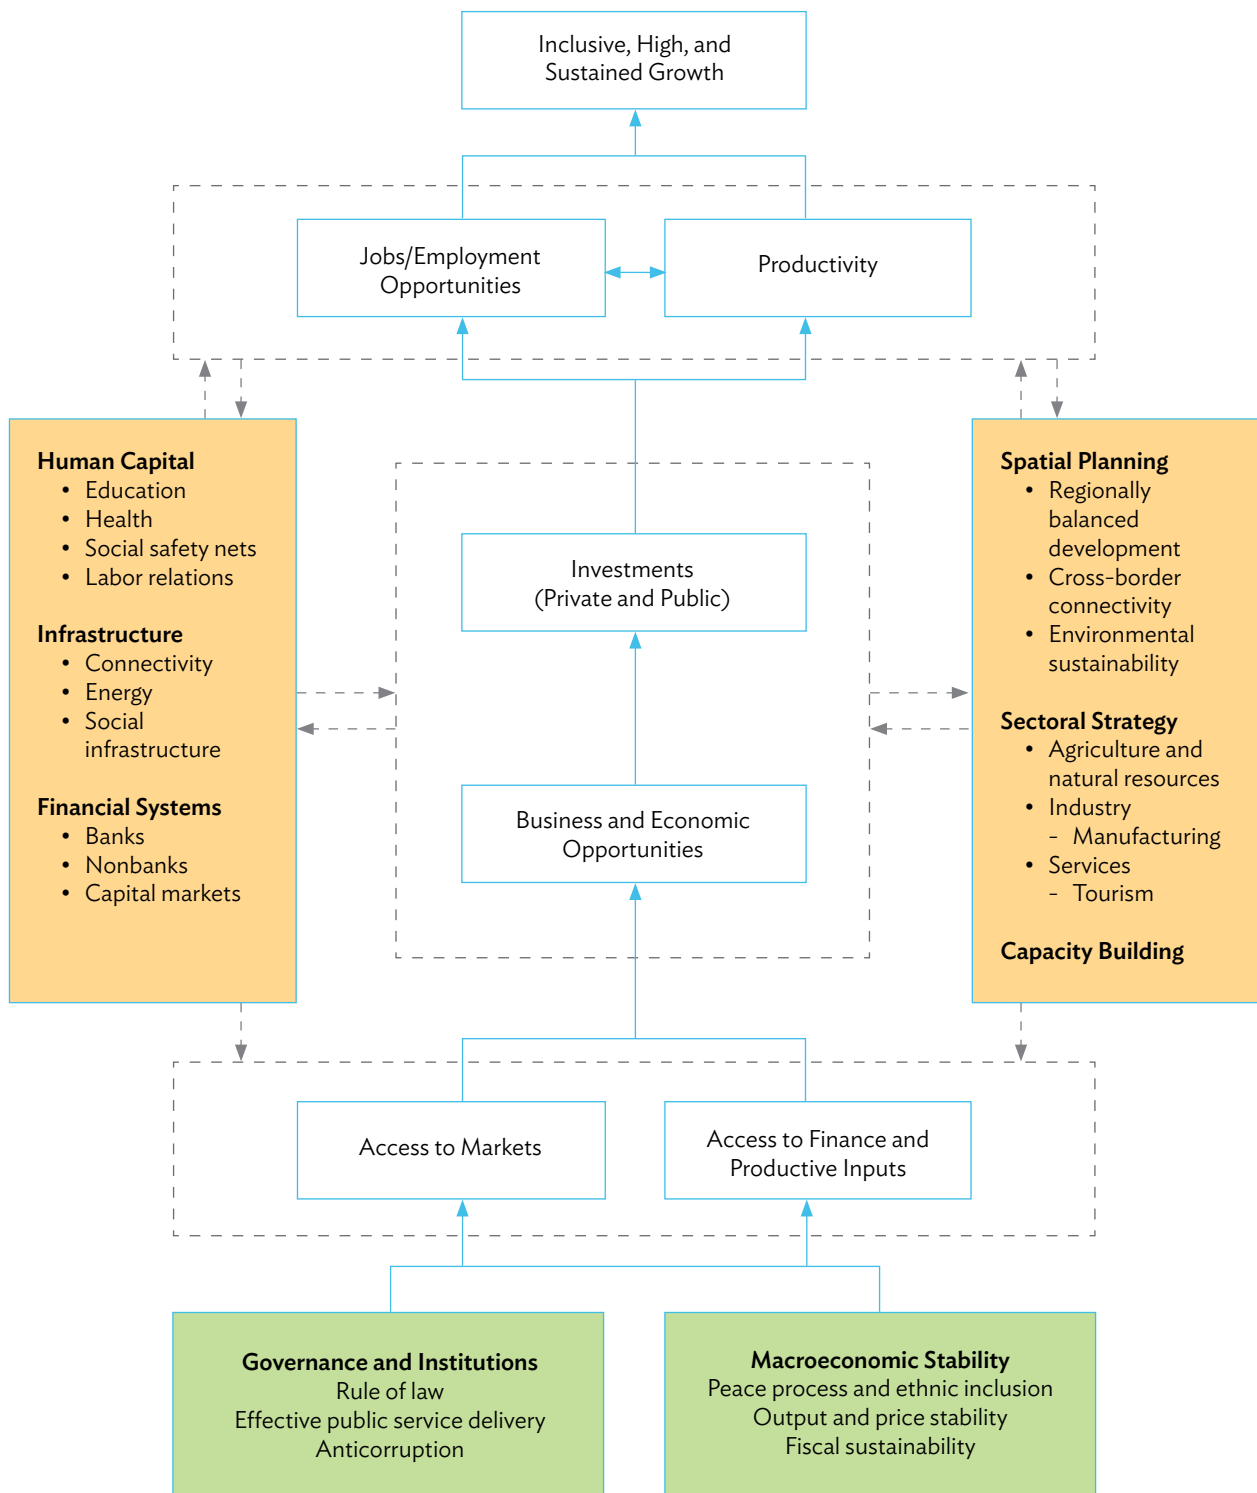 Inclusive, High, and
Sustained Growth
Jobs/Employment
Opportunities
Productivity
Human Capital
• Education
• Health
• Social safety nets
• Labor relations
Infrastructure
• Connectivity
• Energy
• Social
infrastructure
Financial Systems
• Banks
• Nonbanks
• Capital markets
Investments
(Private and Public)
Business and Economic
Opportunities
Spatial Planning
• Regionally
balanced
development
• Cross-border
connectivity
• Environmental
sustainability
Sectoral Strategy
• Agriculture and
natural resources
• Industry
- Manufacturing
• Services
- Tourism
Capacity Building
Access to Markets
Access to Finance and
Productive Inputs
Governance and Institutions
Rule of law
Effective public service delivery
Anticorruption
Macroeconomic Stability
Peace process and ethnic inclusion
Output and price stability
Fiscal sustainability